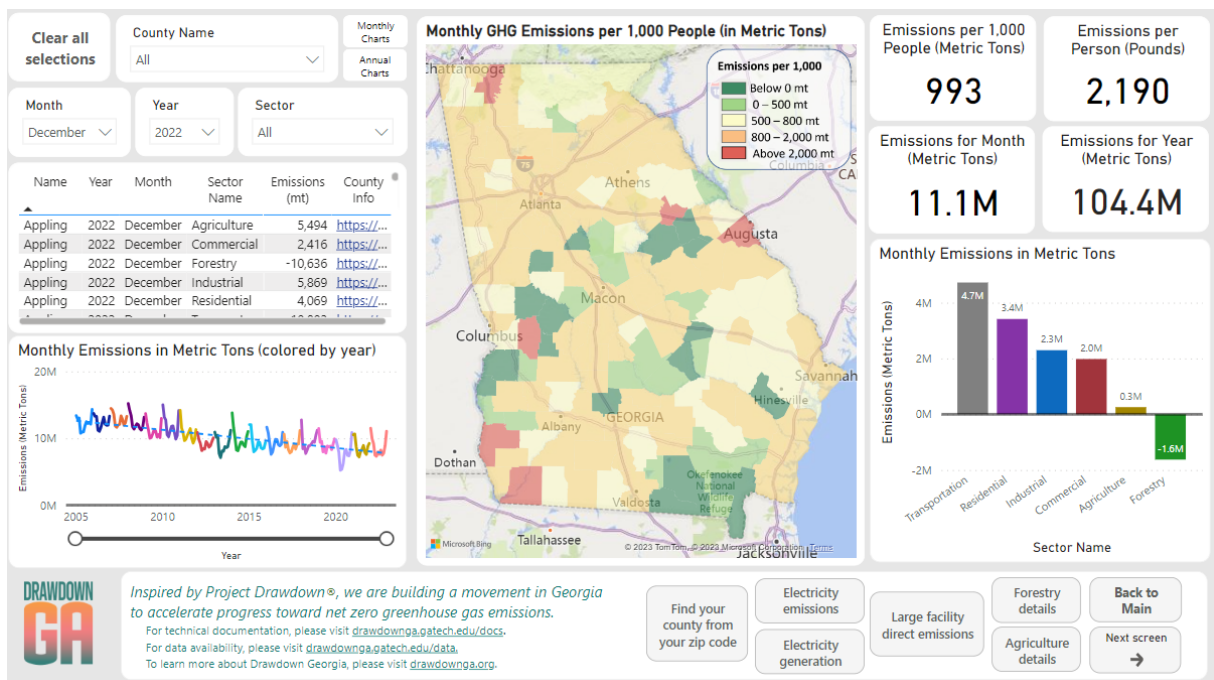 Clear all
selections
County Name
All
Monthly
Charts
Annual
Charts
Month
December
Year
2022
Sector
All
Name Year Month Sector Name Emissions (mt) County Info
Appling 2022 December Agriculture 5,494 https://...
Appling 2022 December Commercial 2,416 https://...
Appling 2022 December Forestry -10,636 https://...
Appling 2022 December Industrial 5,869 https://...
Appling 2022 December Residential 4,069 https://...
Monthly Emissions in Metric Tons (colored by year)
Emissions (Metric Tons)
20M
10M
0M
2005 2010 2015 2020
Year
Monthly GHG Emissions per 1,000 People (in Metric Tons)
Emissions per 1,000
Below 0 mt
0 – 500 mt
500 – 800 mt
800 – 2,000 mt
Above 2,000 mt
Chattanooga
75
Columbia
S
CA
Athens
Atlanta
Augusta
Macon
Columbus
Savannah
Hinesville
GEORGIA
Albany
Dothan
Okefenokee
National
Wildlife
Refuge
Valdosta
Tallahassee
Jacksonville
Microsoft Bing
© 2023 TomTom, © 2023 Microsoft Corporation Terms
Emissions per 1,000
People (Metric Tons)
993
Emissions per
Person (Pounds)
2,190
Emissions for Month
(Metric Tons)
11.1M
Emissions for Year
(Metric Tons)
104.4M
Monthly Emissions in Metric Tons
Emissions (Metric Tons)
4M
2M
0M
-2M
4.7M
3.4M
2.3M
2.0M
0.3M
-1.6M
Transportation
Residential
Industrial
Commercial
Agriculture
Forestry
Sector Name
DRAWDOWN
GA
Inspired by Project Drawdown®, we are building a movement in Georgia
to accelerate progress toward net zero greenhouse gas emissions.
For technical documentation, please visit drawdownga.gatech.edu/docs.
For data availability, please visit drawdownga.gatech.edu/data.
To learn more about Drawdown Georgia, please visit drawdownga.org.
Find your
county from
your zip code
Electricity
emissions
Electricity
generation
Large facility
direct emissions
Forestry
details
Agriculture
details
Back to
Main
Next screen
→